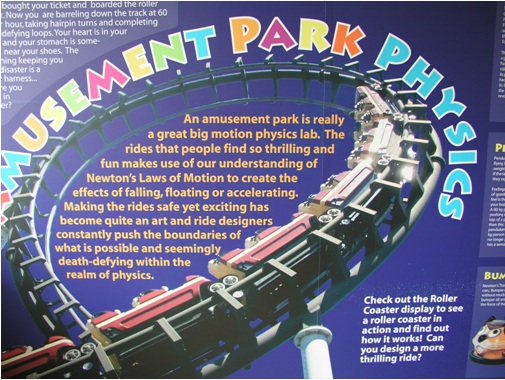 bought your ticket and boarded the roller
Now you are barreling down the track at 60
hour, taking hairpin turns and completing
defying loops. Your heart is in your
and your stomach is some-
near your shoes. The
keeping you
disaster is a
harness...
you
in
AMUSEMENT PARK PHYSICS
An amusement park is really
a great big motion physics lab. The
rides that people find so thrilling and
fun makes use of our understanding of
Newton's Laws of Motion to create the
effects of falling, floating or accelerating.
Making the rides safe yet exciting has
become quite an art and ride designers
constantly push the boundaries of
what is possible and seemingly
death-defying within the
realm of physics.
Check out the Roller
Coaster display to see
a roller coaster in
action and find out
how it works! Can
you design a more
thrilling ride?
BUM